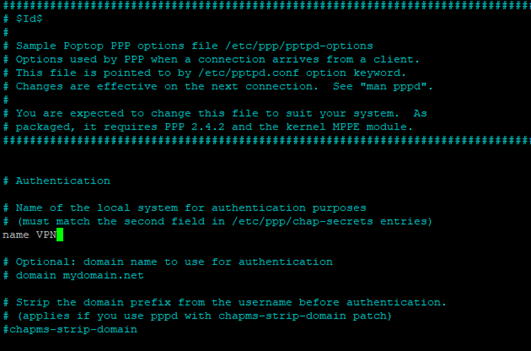 ###############################################################################
# $Id$
#
# Sample Poptop PPP options file /etc/ppp/pptpd-options
# Options used by PPP when a connection arrives from a client.
# This file is pointed to by /etc/pptpd.conf option keyword.
# Changes are effective on the next connection.  See "man pppd".
#
# You are expected to change this file to suit your system.  As
# packaged, it requires PPP 2.4.2 and the kernel MPPE module.
###############################################################################
# Authentication
# Name of the local system for authentication purposes
# (must match the second field in /etc/ppp/chap-secrets entries)
name VPN
# Optional: domain name to use for authentication
# domain mydomain.net
# Strip the domain prefix from the username before authentication.
# (applies if you use pppd with chapms-strip-domain patch)
#chapms-strip-domain